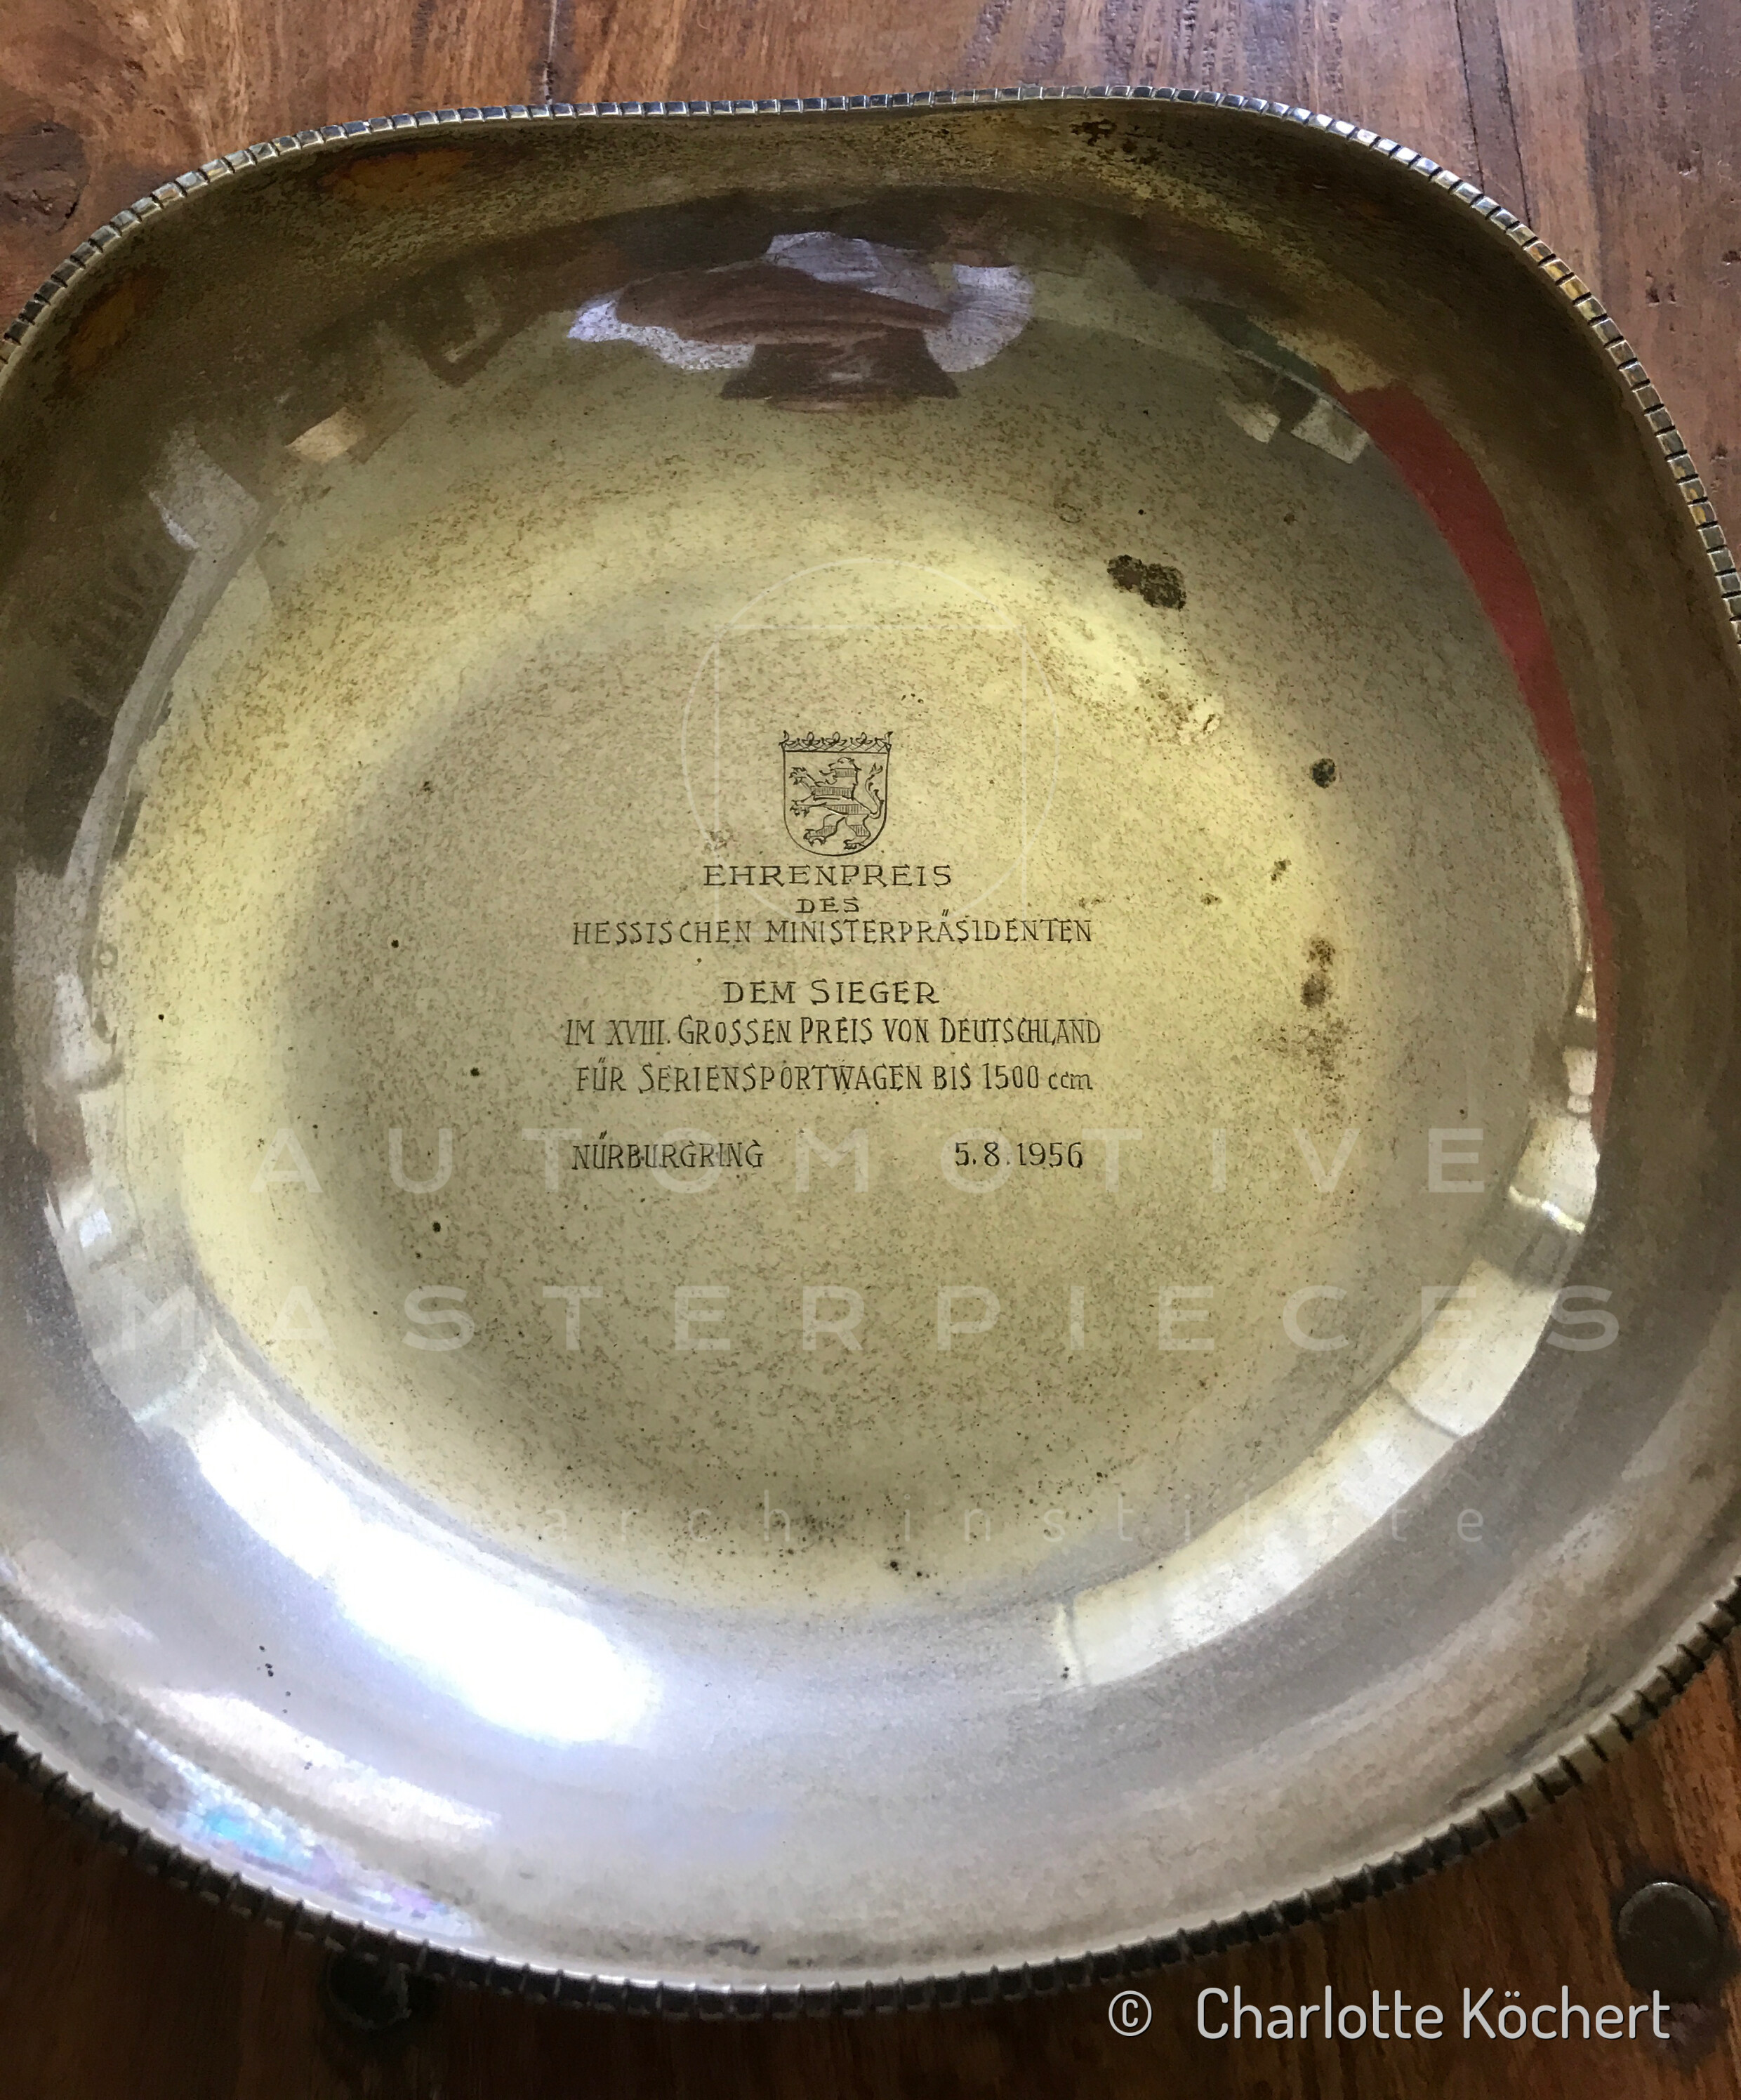 EHRENPREIS
DES
HESSISCHEN MINISTERPRÄSIDENTEN
DEM SIEGER
IM XVIII. GROSSEN PREIS VON DEUTSCHLAND
FÜR SERIENSPORTWAGEN BIS 1500 ccm
NÜRBURGRING 5.8.1956
AUTOMOTIVE
MASTERPIECES
institute
© Charlotte Köchert